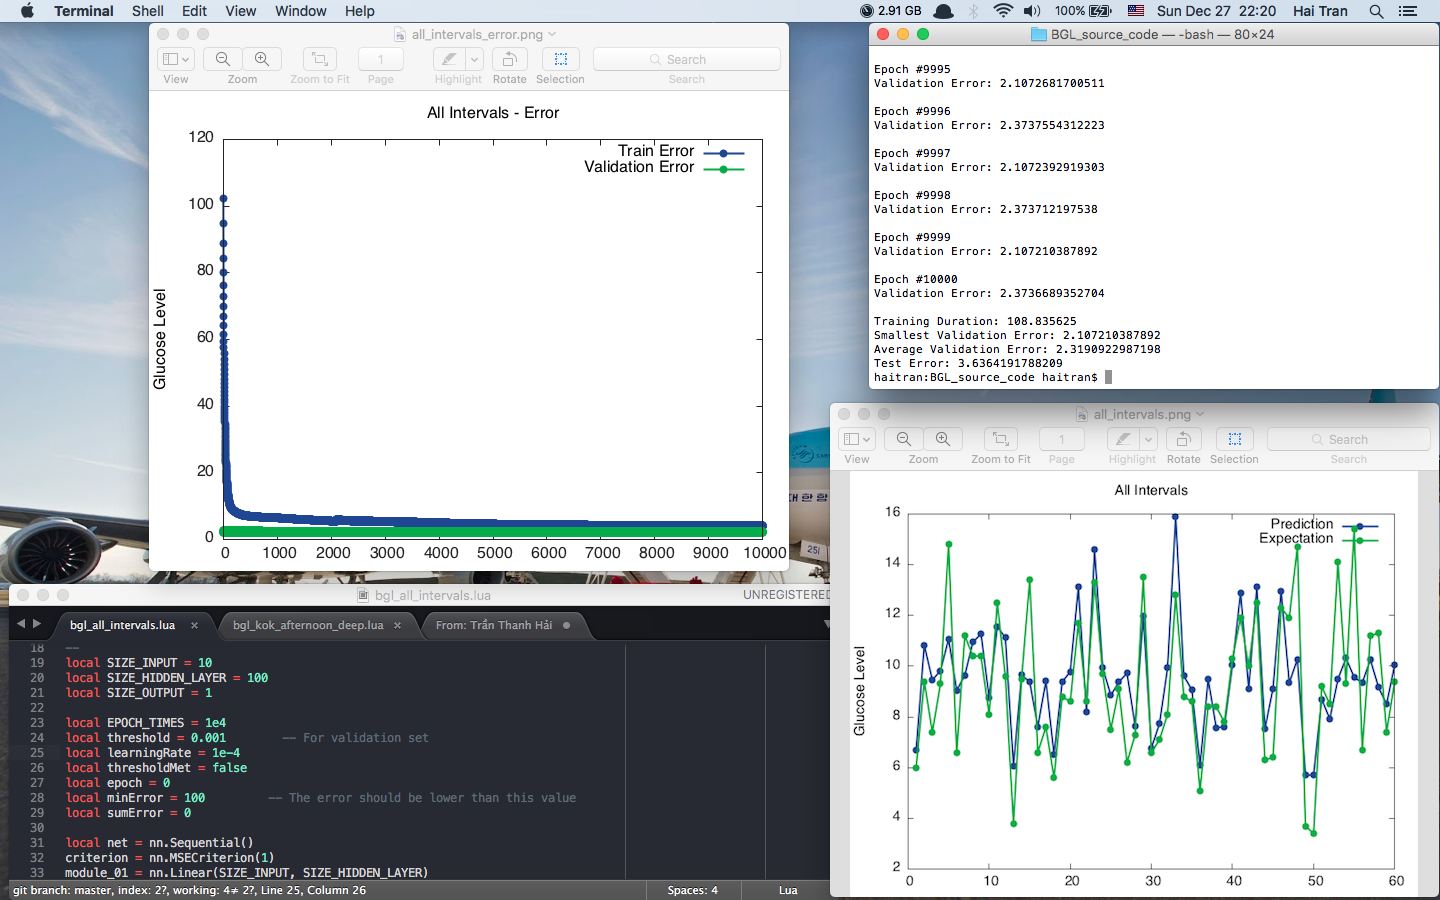 Terminal Shell Edit View Window Help 2.91 GB 100% Sun Dec 27 22:20 Hai Tran
all_intervals_error.png
1
Search
View Zoom Zoom to Fit Page Highlight Rotate Selection Search
All Intervals - Error
120
100
80
60
40
20
0
Glucose Level
Train Error
Validation Error
0 1000 2000 3000 4000 5000 6000 7000 8000 9000 10000
BGL_source_code — -bash — 80×24
Epoch #9995
Validation Error: 2.1072681700511
Epoch #9996
Validation Error: 2.3737554312223
Epoch #9997
Validation Error: 2.1072392919303
Epoch #9998
Validation Error: 2.373712197538
Epoch #9999
Validation Error: 2.107210387892
Epoch #10000
Validation Error: 2.3736689352704
Training Duration: 108.835625
Smallest Validation Error: 2.107210387892
Average Validation Error: 2.3190922987198
Test Error: 3.6364191788209
haitran:BGL_source_code haitran$
대한항
251
bgl_all_intervals.lua UNREGISTERED
bgl_all_intervals.lua × bgl_kok_afternoon_deep.lua × From: Trần Thanh Hải
18 --
19 local SIZE_INPUT = 10
20 local SIZE_HIDDEN_LAYER = 100
21 local SIZE_OUTPUT = 1
22
23 local EPOCH_TIMES = 1e4
24 local threshold = 0.001 -- For validation set
25 local learningRate = 1e-4
26 local thresholdMet = false
27 local epoch = 0
28 local minError = 100 -- The error should be lower than this value
29 local sumError = 0
30
31 local net = nn.Sequential()
32 criterion = nn.MSECriterion(1)
33 module_01 = nn.Linear(SIZE_INPUT, SIZE_HIDDEN_LAYER)
git branch: master, index: 2?, working: 4≠ 2?, Line 25, Column 26 Spaces: 4 Lua
all_intervals.png
1
Search
View Zoom Zoom to Fit Page Highlight Rotate Selection Search
All Intervals
16
14
12
10
8
6
4
2
Glucose Level
Prediction
Expectation
0 10 20 30 40 50 60